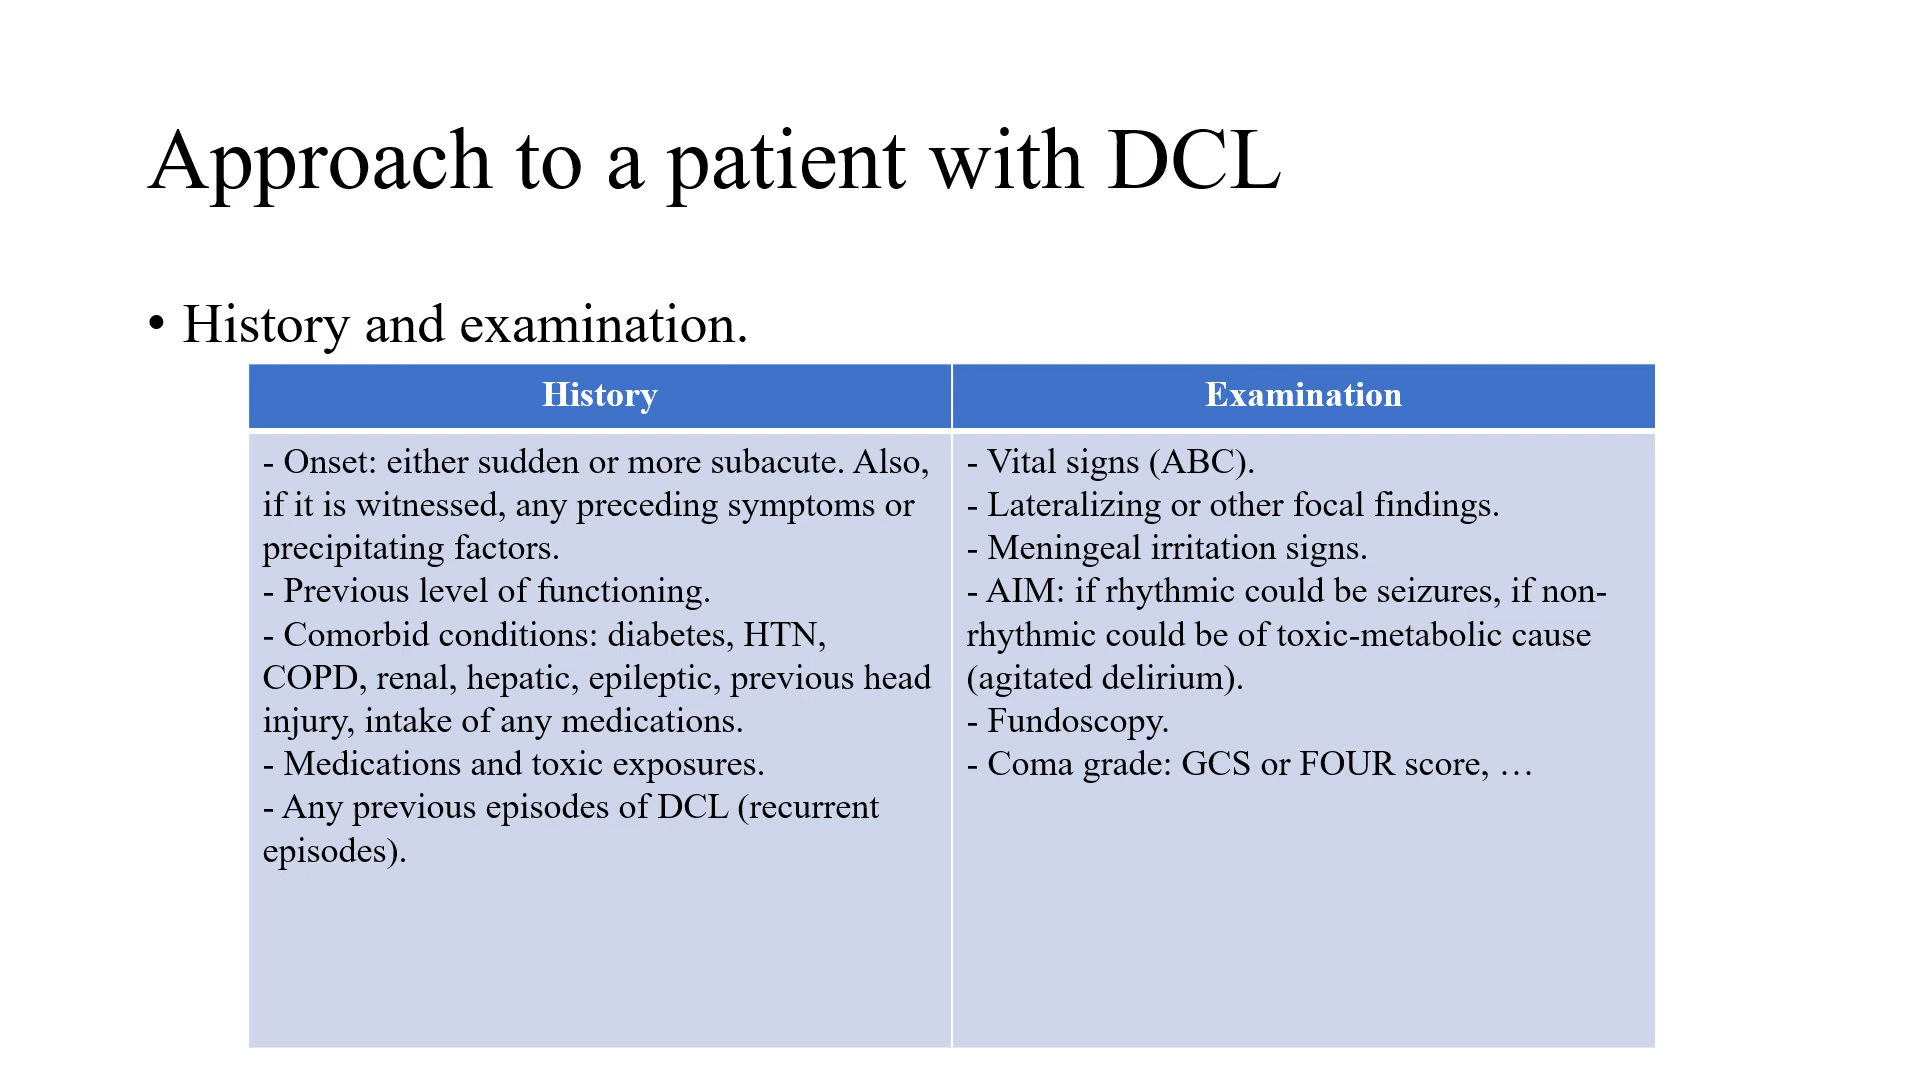 Approach to a patient with DCL
• History and examination.
History
- Onset: either sudden or more subacute. Also,
if it is witnessed, any preceding symptoms or
precipitating factors.
- Previous level of functioning.
- Comorbid conditions: diabetes, HTN,
COPD, renal, hepatic, epileptic, previous head
injury, intake of any medications.
- Medications and toxic exposures.
- Any previous episodes of DCL (recurrent
episodes).
Examination
- Vital signs (ABC).
- Lateralizing or other focal findings.
- Meningeal irritation signs.
- AIM: if rhythmic could be seizures, if non-
rhythmic could be of toxic-metabolic cause
(agitated delirium).
- Fundoscopy.
- Coma grade: GCS or FOUR score, …